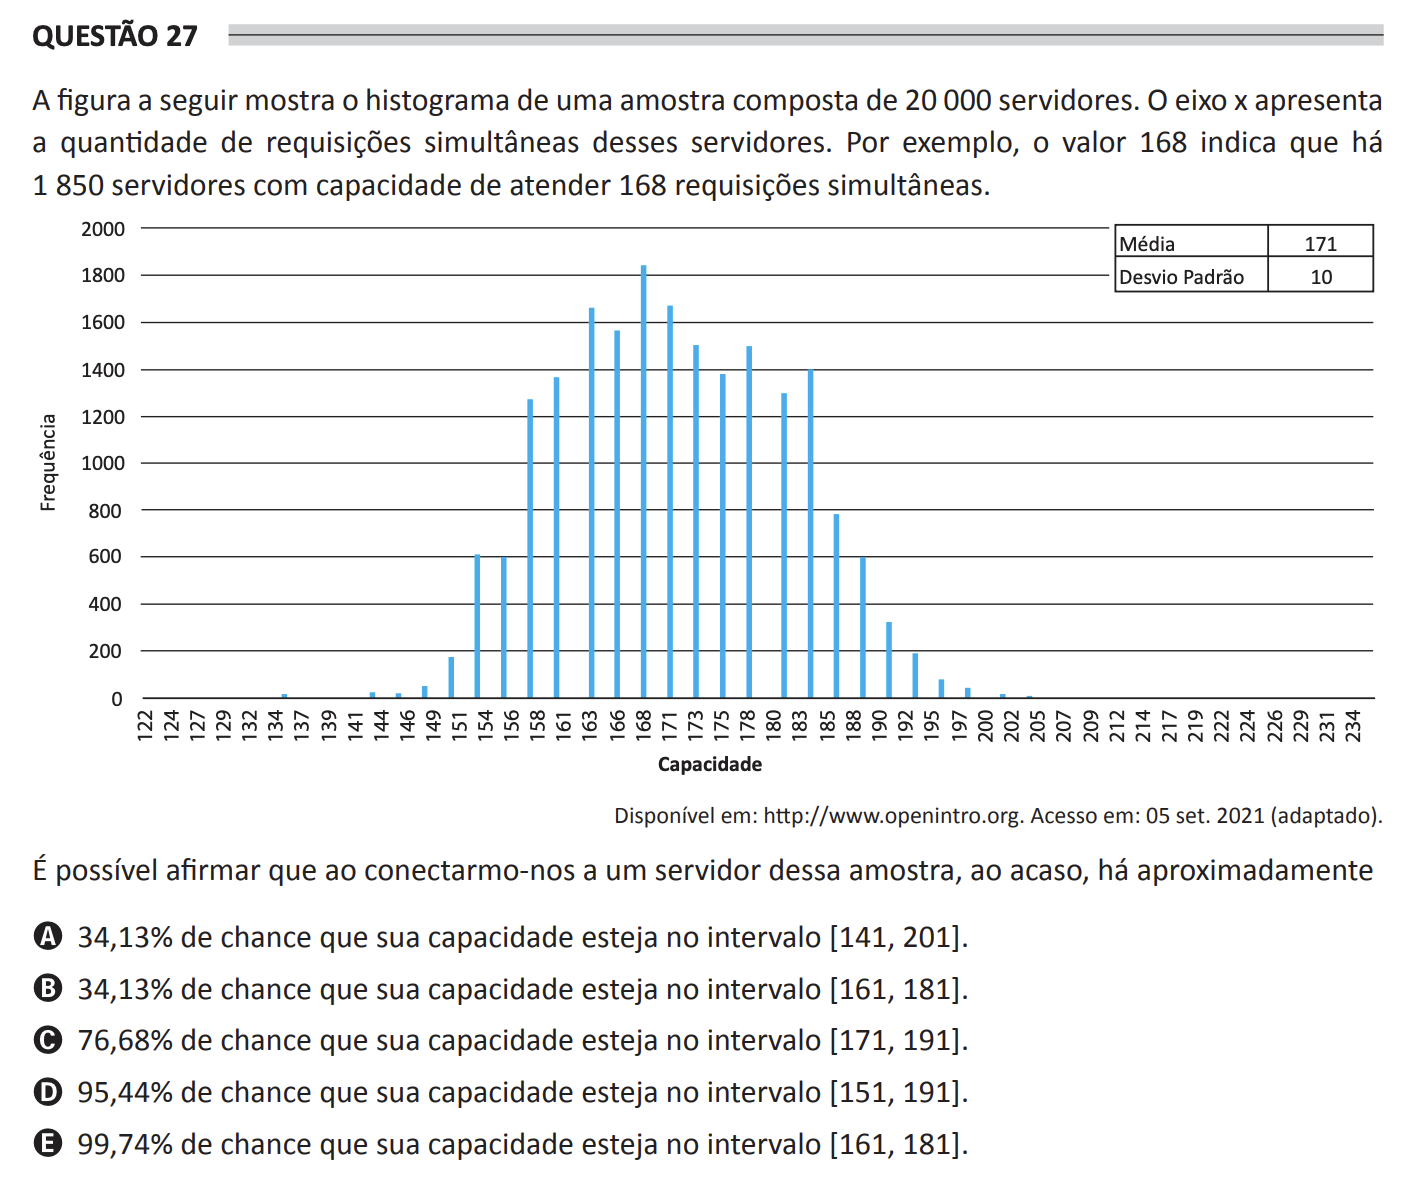 QUESTÃO 27
A figura a seguir mostra o histograma de uma amostra composta de 20 000 servidores. O eixo x apresenta
a quantidade de requisições simultâneas desses servidores. Por exemplo, o valor 168 indica que há
1 850 servidores com capacidade de atender 168 requisições simultâneas.
Média 171
Desvio Padrão 10
2000
1800
1600
1400
1200
1000
800
600
400
200
0
Frequência
122 124 127 129 132 134 137 139 141 144 146 149 151 154 156 158 161 163 166 168 171 173 175 178 180 183 185 188 190 192 195 197 200 202 205 207 209 212 214 217 219 222 224 226 229 231 234
Capacidade
Disponível em: http://www.openintro.org. Acesso em: 05 set. 2021 (adaptado).
É possível afirmar que ao conectarmo-nos a um servidor dessa amostra, ao acaso, há aproximadamente
A 34,13% de chance que sua capacidade esteja no intervalo [141, 201].
B 34,13% de chance que sua capacidade esteja no intervalo [161, 181].
C 76,68% de chance que sua capacidade esteja no intervalo [171, 191].
D 95,44% de chance que sua capacidade esteja no intervalo [151, 191].
E 99,74% de chance que sua capacidade esteja no intervalo [161, 181].